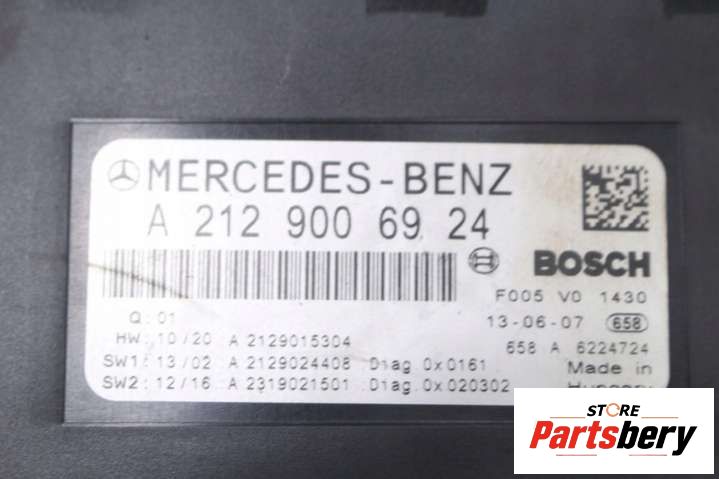 MERCEDES-BENZ
A 212 900 69 24
BOSCH
F005 V0 1430
Q: 01
13-06-07 658
HW: 10/20 A 2129015304
658 A 6224724
SW1: 13/02 A 2129024408 Diag 0x0161
Made in
SW2: 12/16 A 2319021501 Diag. 0x020302
STORE
Partsbery